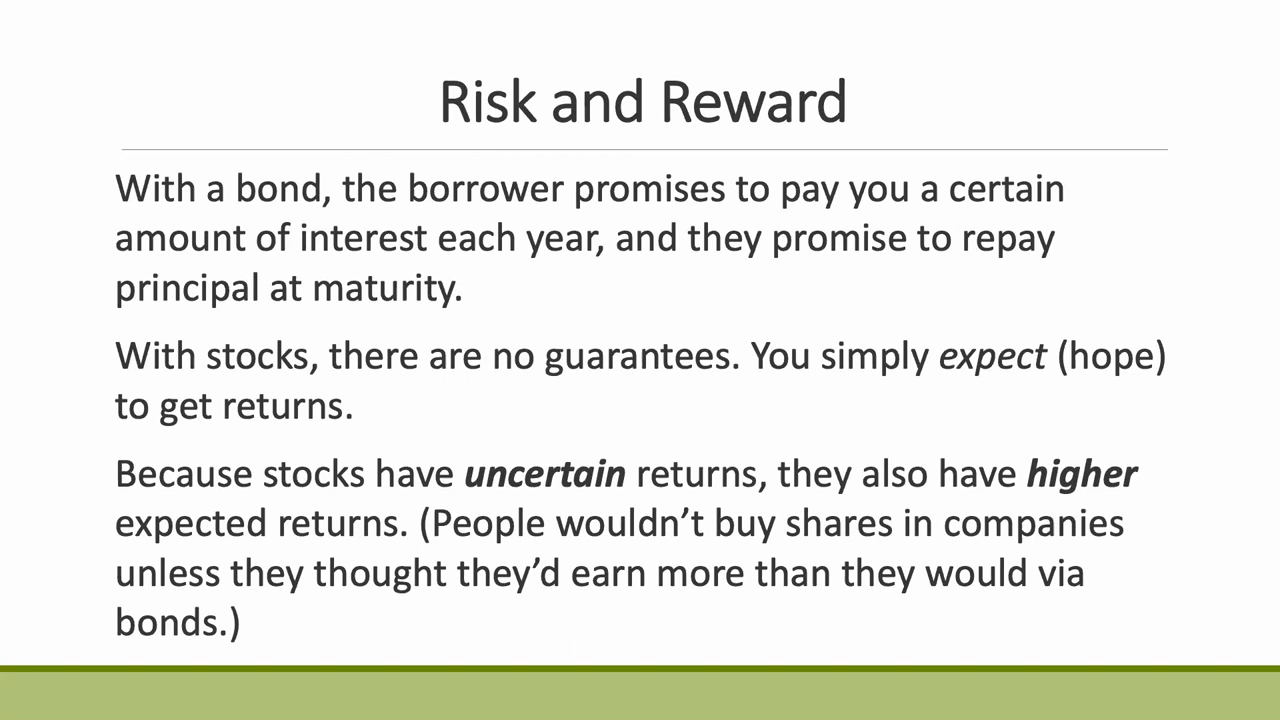 Risk and Reward
With a bond, the borrower promises to pay you a certain
amount of interest each year, and they promise to repay
principal at maturity.
With stocks, there are no guarantees. You simply expect (hope)
to get returns.
Because stocks have uncertain returns, they also have higher
expected returns. (People wouldn’t buy shares in companies
unless they thought they’d earn more than they would via
bonds.)